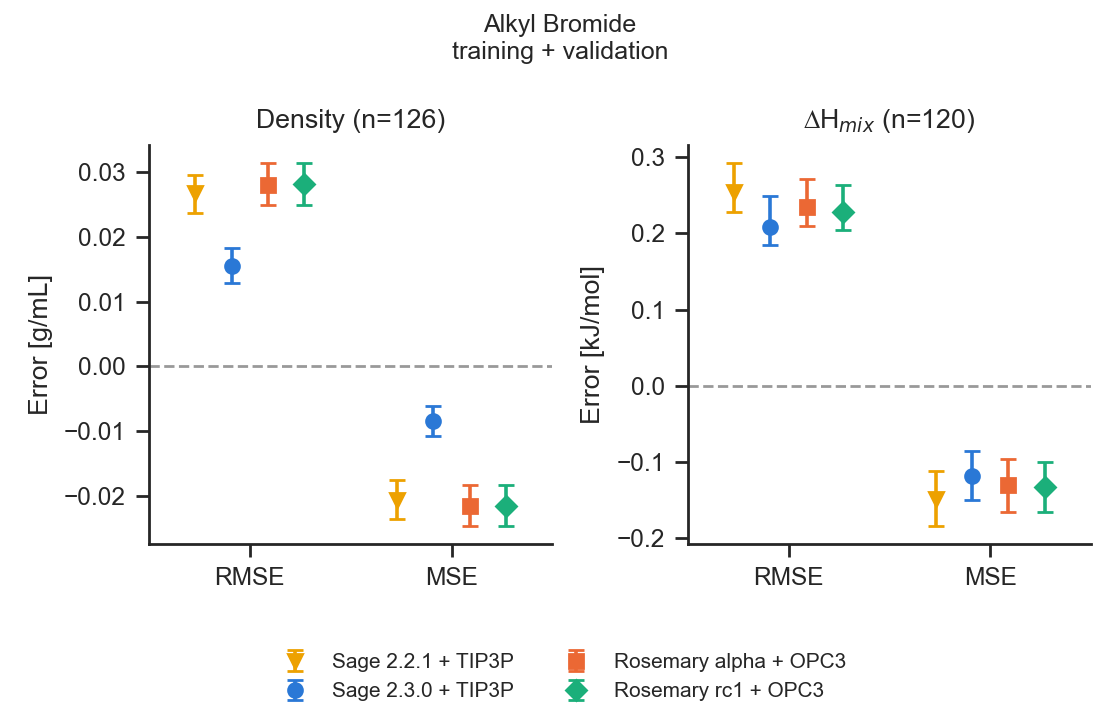 Alkyl Bromide
training + validation
Density (n=126)
Error [g/mL]
0.03
0.02
0.01
0.00
−0.01
−0.02
RMSE
MSE
ΔHmix (n=120)
Error [kJ/mol]
0.3
0.2
0.1
0.0
−0.1
−0.2
RMSE
MSE
Sage 2.2.1 + TIP3P
Sage 2.3.0 + TIP3P
Rosemary alpha + OPC3
Rosemary rc1 + OPC3